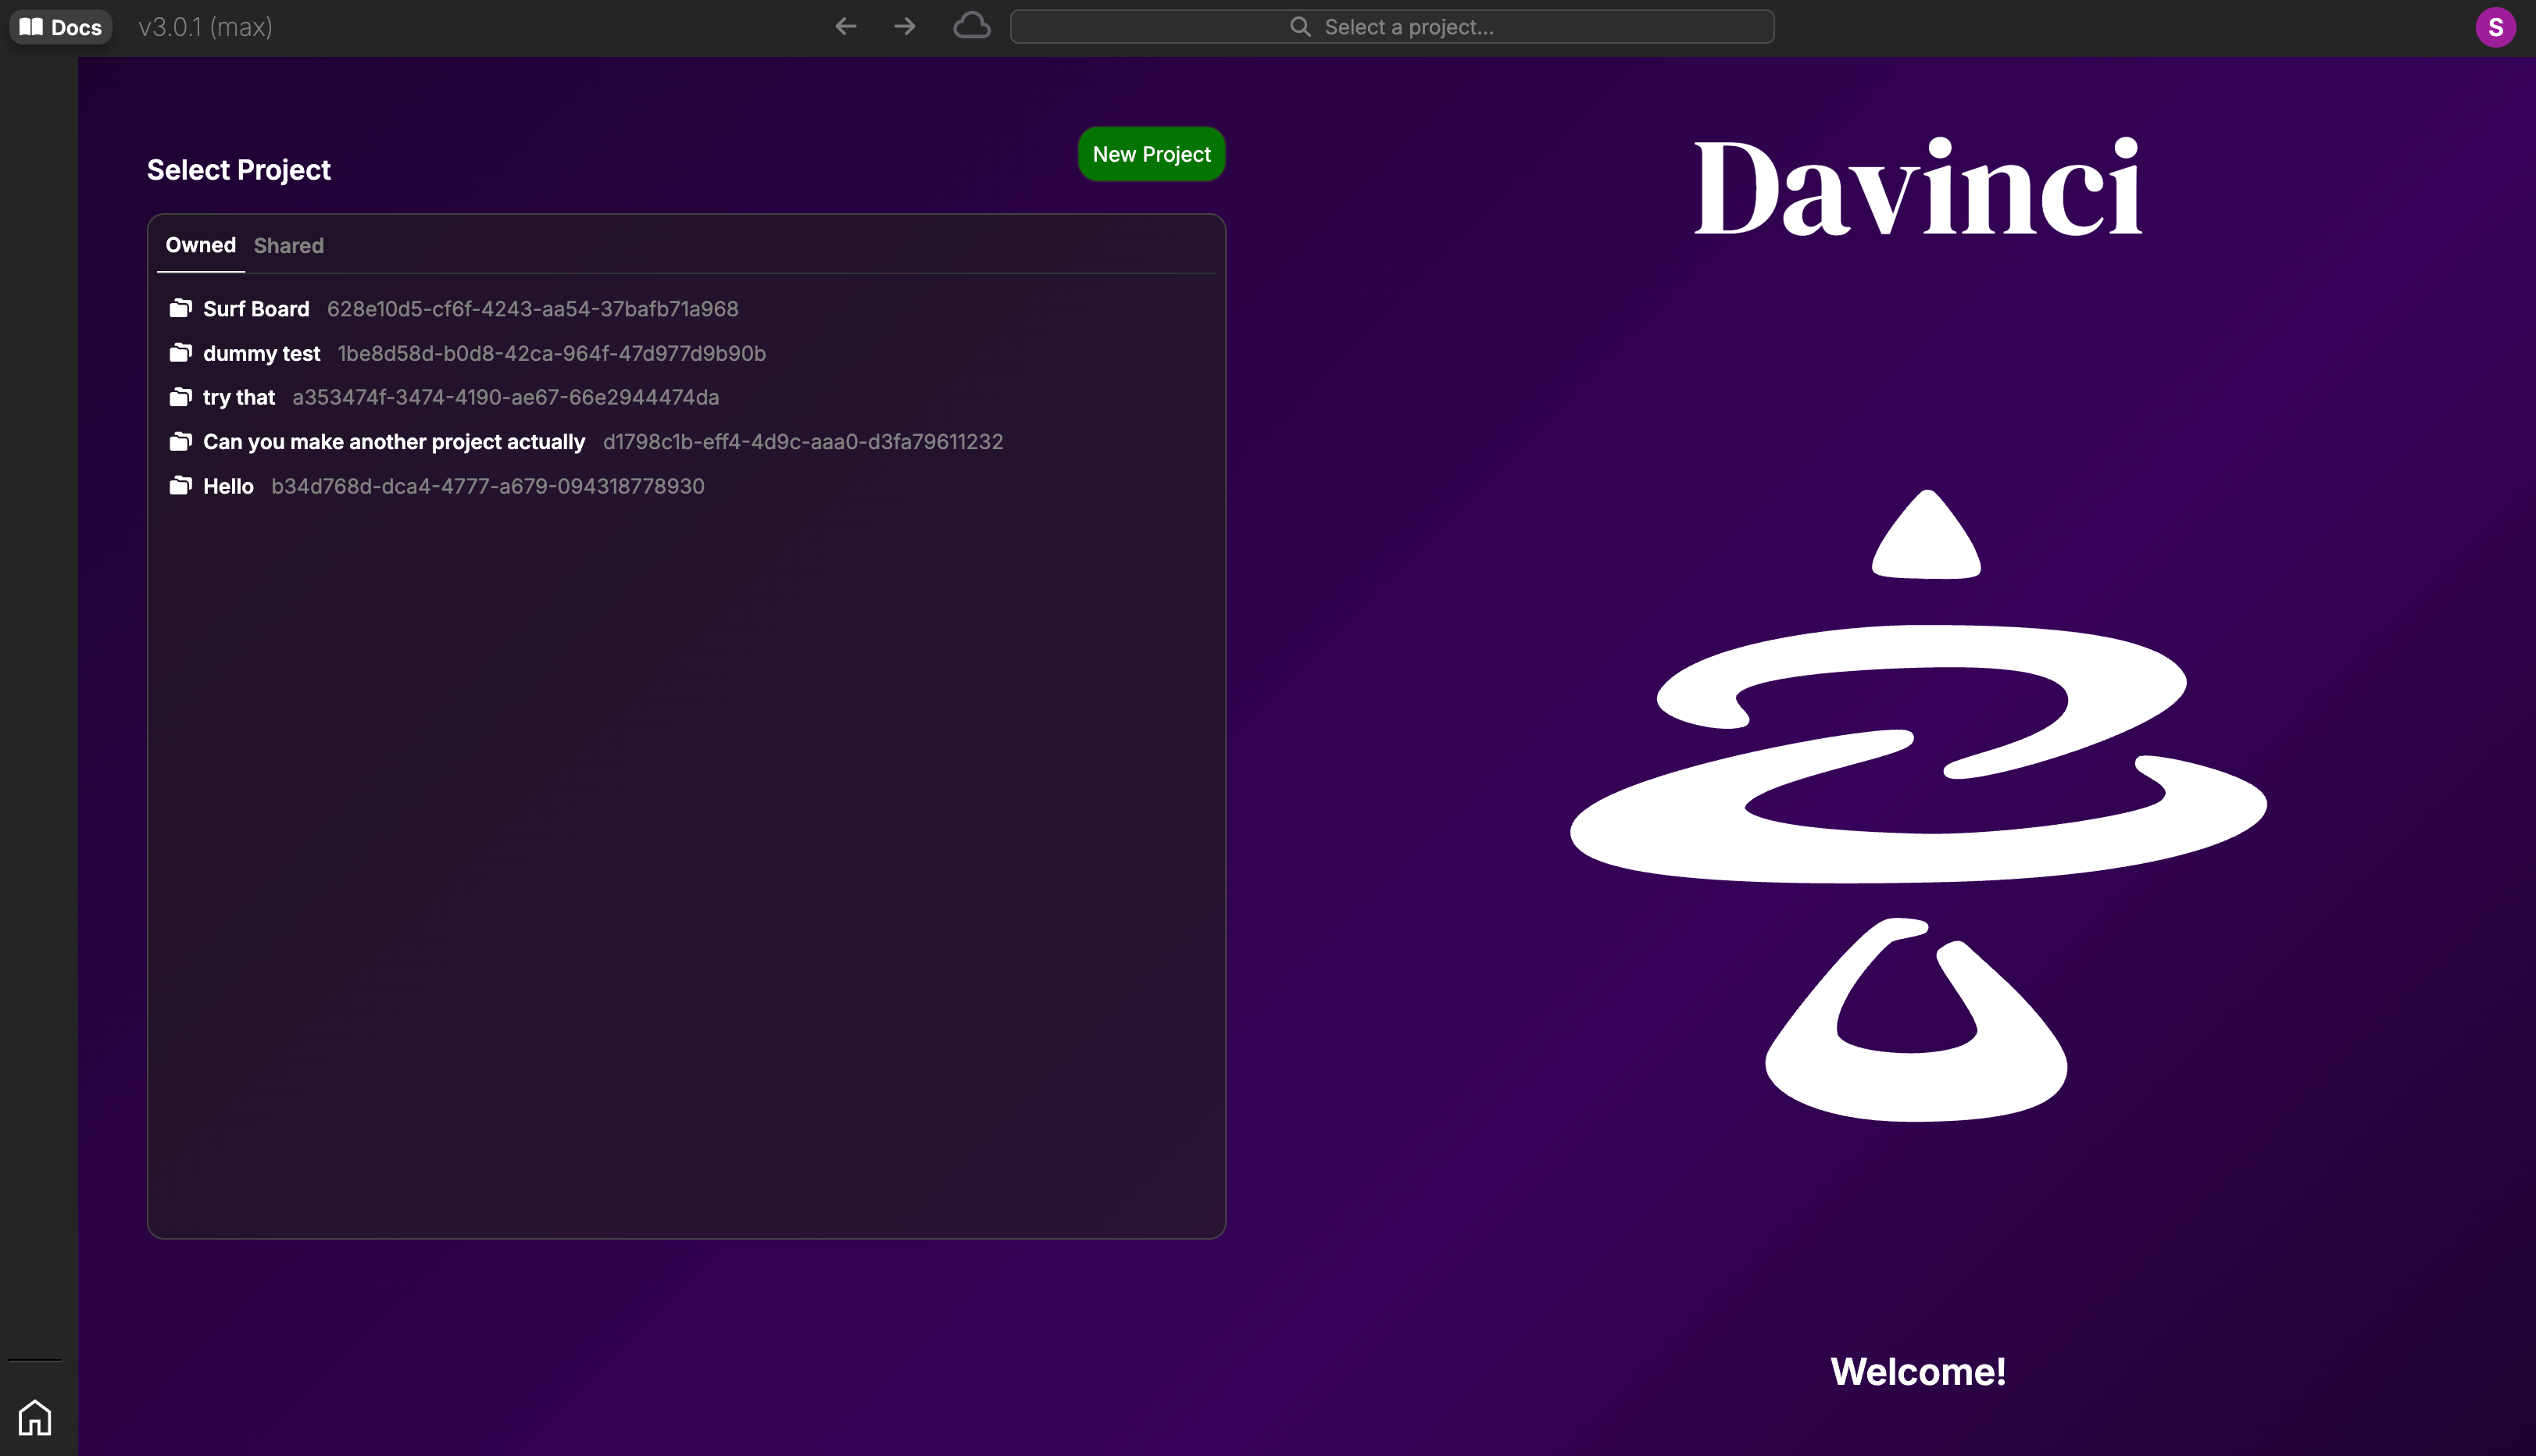 Docs v3.0.1 (max) Select a project... S
Davinci
Select Project New Project
Owned Shared
Surf Board 628e10d5-cf6f-4243-aa54-37bafb71a968
dummy test 1be8d58d-b0d8-42ca-964f-47d977d9b90b
try that a353474f-3474-4190-ae67-66e2944474da
Can you make another project actually d1798c1b-eff4-4d9c-aaa0-d3fa79611232
Hello b34d768d-dca4-4777-a679-094318778930
Welcome!